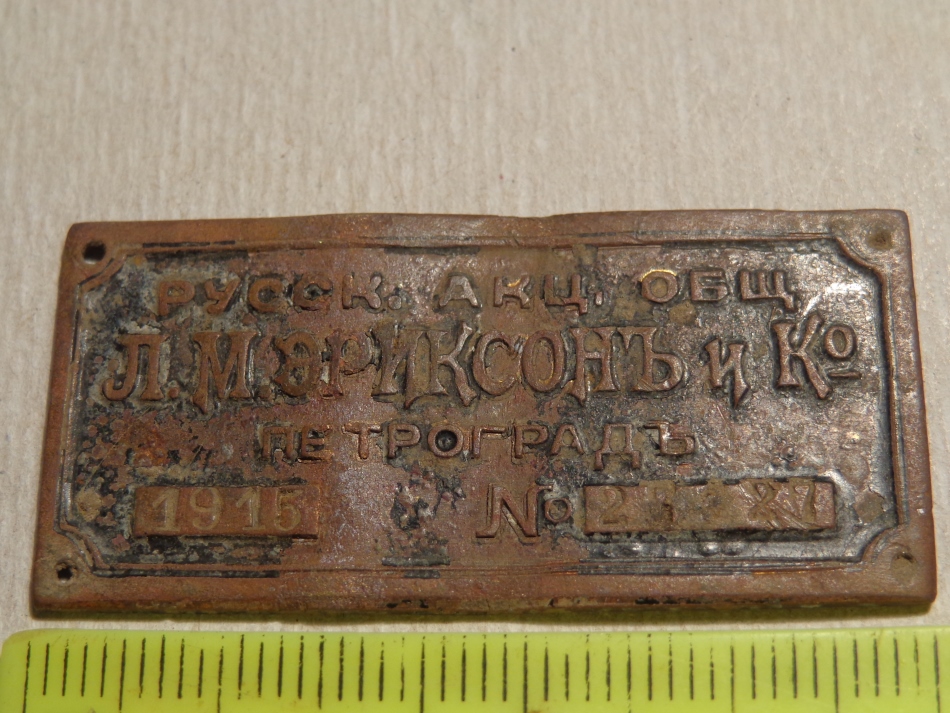 РУССК. АКЦ. ОБЩ.
Л.М.ЭРИКСОНЪ и Ко
ПЕТРОГРАДЪ
1915 №